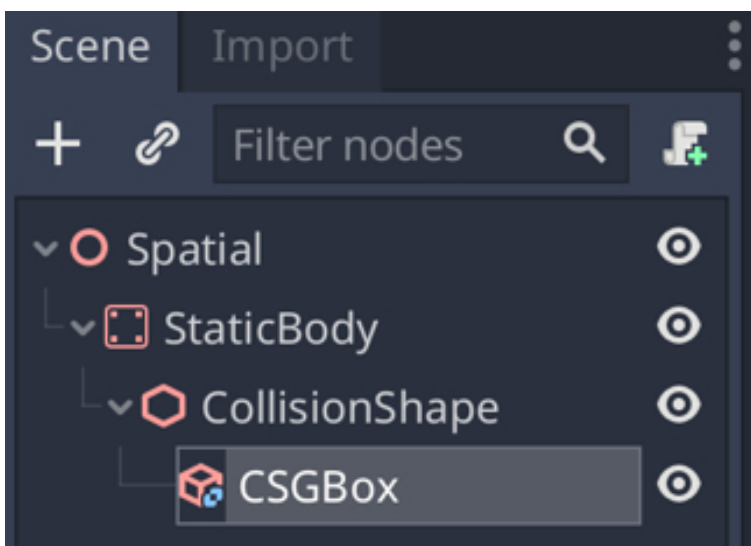 Scene Import
Filter nodes
Spatial
StaticBody
CollisionShape
CSGBox